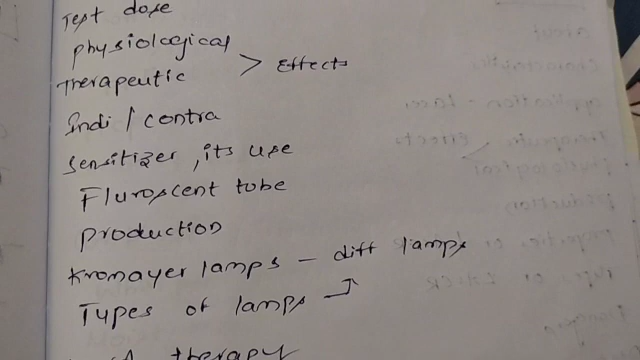 Test dose
physiological
Therapeutic > Effects
Indi / contra
sensitizer, its use
Fluroscent tube
production
Kromayer lamps - diff lamps
Types of lamps
therapy